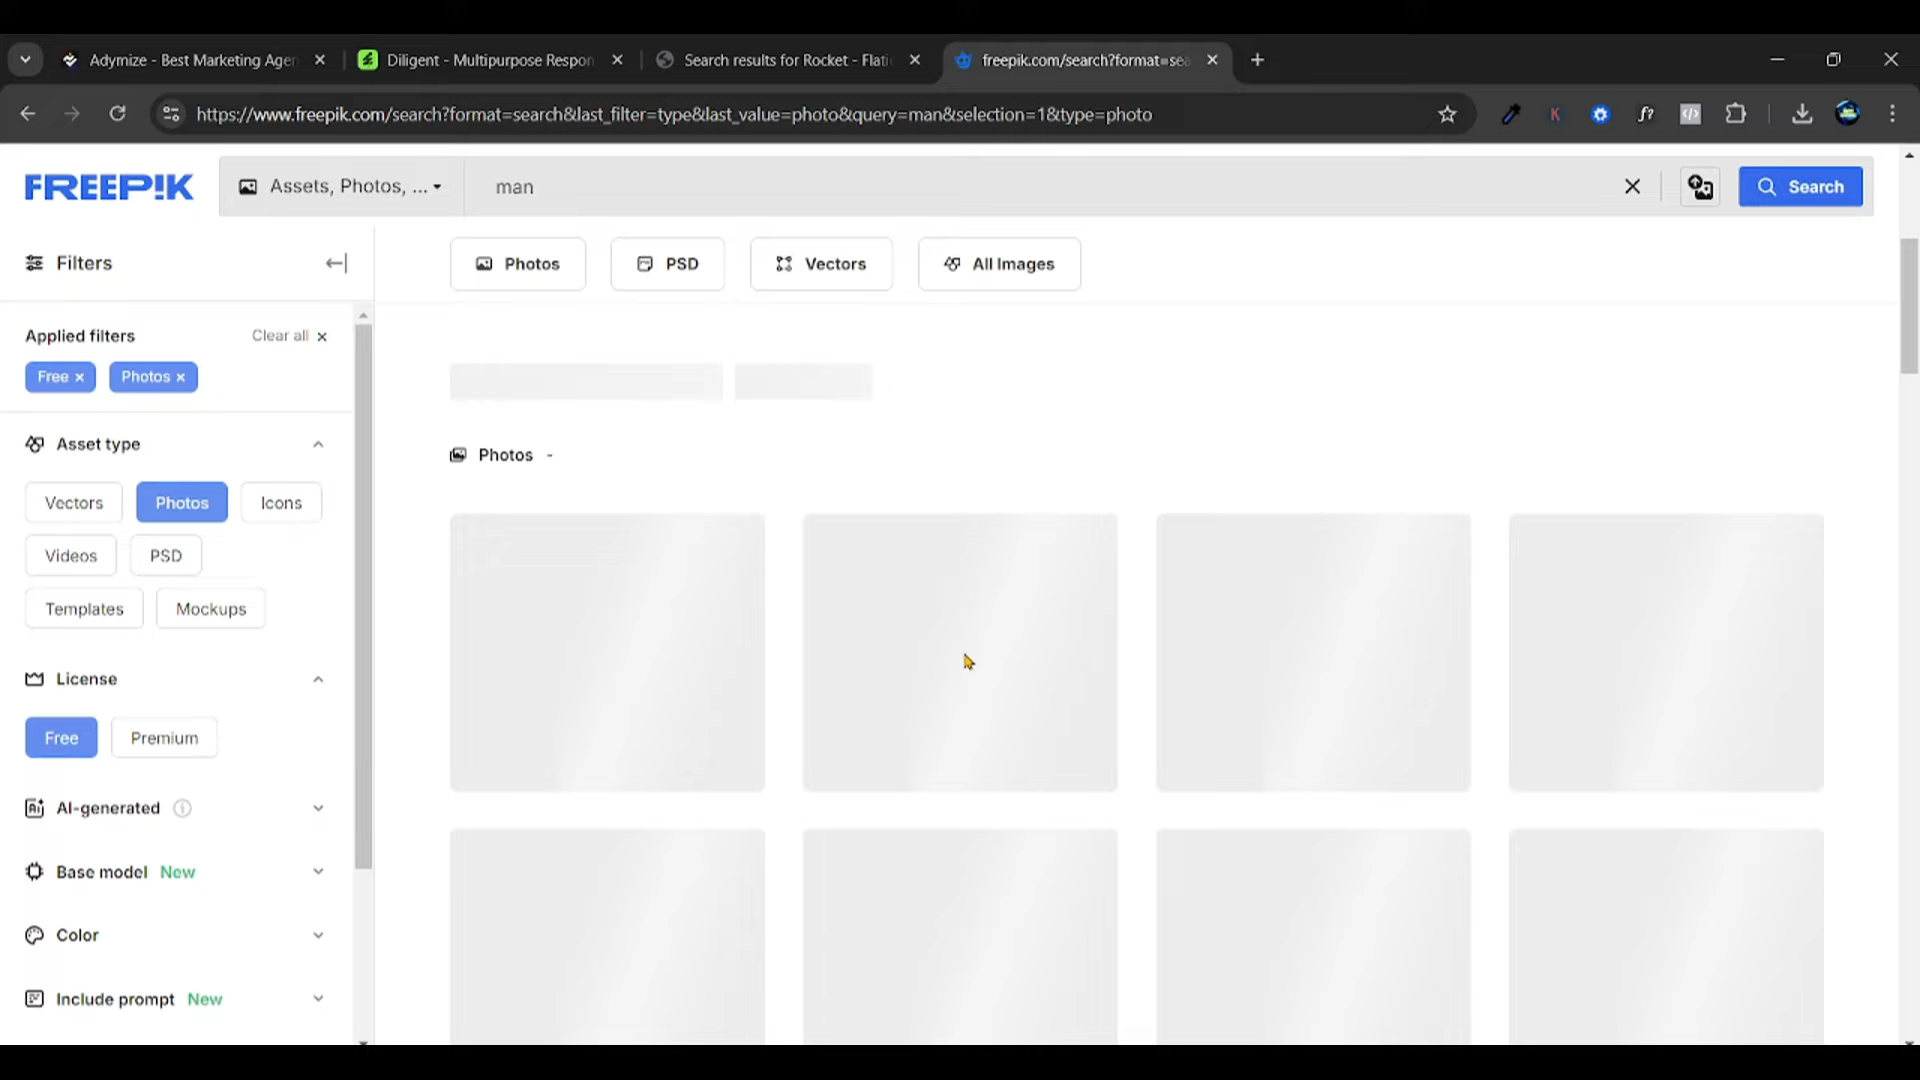 Adymize - Best Marketing Agen
Diligent - Multipurpose Respon
Search results for Rocket - Flati
freepik.com/search?format=sea
https://www.freepik.com/search?format=search&last_filter=type&last_value=photo&query=man&selection=1&type=photo
FREEP!K
Assets, Photos, ...
man
Search
Filters
Photos
PSD
Vectors
All Images
Applied filters
Clear all
Free
Photos
Photos -
Asset type
Vectors
Photos
Icons
Videos
PSD
Templates
Mockups
License
Free
Premium
AI-generated
Base model New
Color
Include prompt New